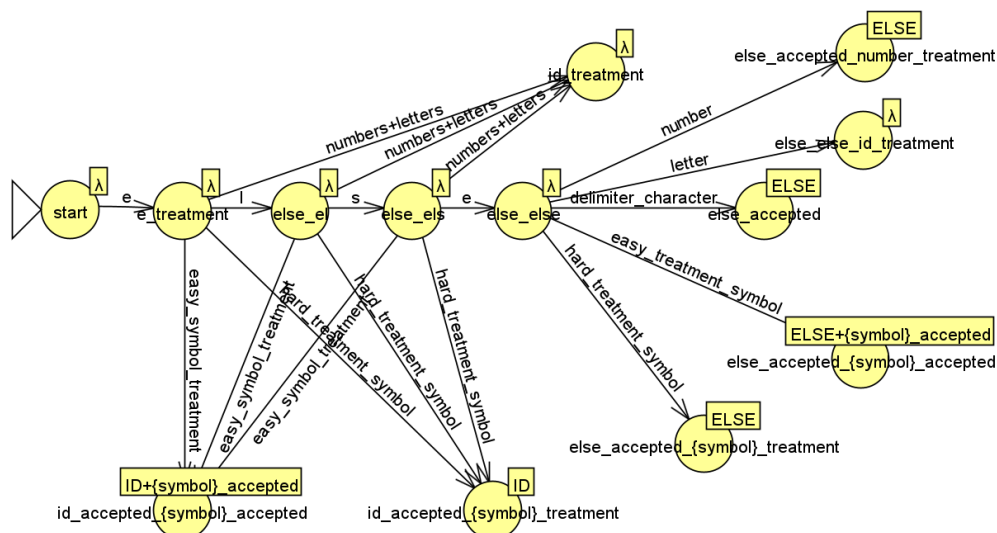 ELSE
else_accepted_number_treatment
λ
id_treatment
number
numbers+letters
numbers+letters
numbers+letters
λ
else_else_id_treatment
letter
λ
start
e
λ
e_treatment
l
λ
else_el
s
λ
else_els
e
λ
else_else
delimiter_character
ELSE
else_accepted
easy_treatment_symbol
hard_treatment_symbol
easy_symbol_treatment
hard_treatment_symbol
easy_symbol_treatment
hard_treatment_symbol
easy_symbol_treatment
hard_treatment_symbol
ELSE+{symbol}_accepted
else_accepted_{symbol}_accepted
ELSE
else_accepted_{symbol}_treatment
ID+{symbol}_accepted
id_accepted_{symbol}_accepted
ID
id_accepted_{symbol}_treatment